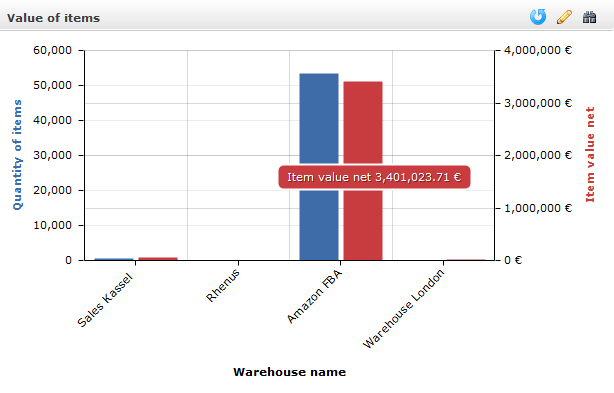 Value of items
60,000
50,000
40,000
30,000
20,000
10,000
0
Quantity of items
4,000,000 €
3,000,000 €
2,000,000 €
1,000,000 €
0 €
Item value net
Item value net 3,401,023.71 €
Sales Kassel
Rhenus
Amazon FBA
Warehouse London
Warehouse name